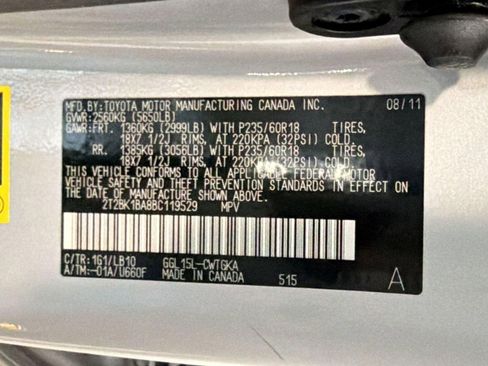 MFD. BY: TOYOTA MOTOR MANUFACTURING CANADA INC. 08/11
GVWR: 2560KG (5650LB)
GAWR: FRT. 1360KG (2999LB) WITH P235/60R18 TIRES,
18X7 1/2J RIMS, AT 220KPA (32PSI) COLD.
RR. 1385KG (3056LB) WITH P235/60R18 TIRES,
18X7 1/2J RIMS, AT 220KPA (32PSI) COLD.
THIS VEHICLE CONFORMS TO ALL APPLICABLE FEDERAL MOTOR
VEHICLE SAFETY AND THEFT PREVENTION STANDARDS IN EFFECT ON
THE DATE OF MANUFACTURE SHOWN ABOVE.
2T2BK1BA8BC119529 MPV
C/TR: 1G1/LB10 GGL15L-CWTGKA
A/TM: -01A/U660F MADE IN CANADA 515 A